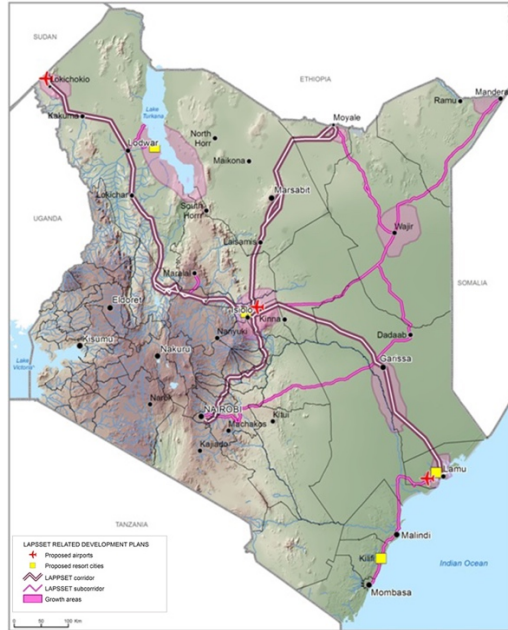 SUDAN
ETHIOPIA
Lokichokio
Kakuma
Lake
Turkana
Lodwar
North
Horr
Maikona
Moyale
Ramu
Mandera
Marsabit
Lokichar
South
Horr
UGANDA
Laisamis
Wajir
Maralal
SOMALIA
Isiolo
Kinna
Eldoret
Nanyuki
Dadaab
Kisumu
Nakuru
Garissa
Lake
Victoria
Narok
NAIROBI
Kitui
Machakos
Kajiado
Lamu
TANZANIA
Malindi
Kilifi
Indian Ocean
Mombasa
LAPSSET RELATED DEVELOPMENT PLANS
Proposed airports
Proposed resort cities
LAPPSET corridor
LAPSSET subcorridor
Growth areas
0 50 100 Km